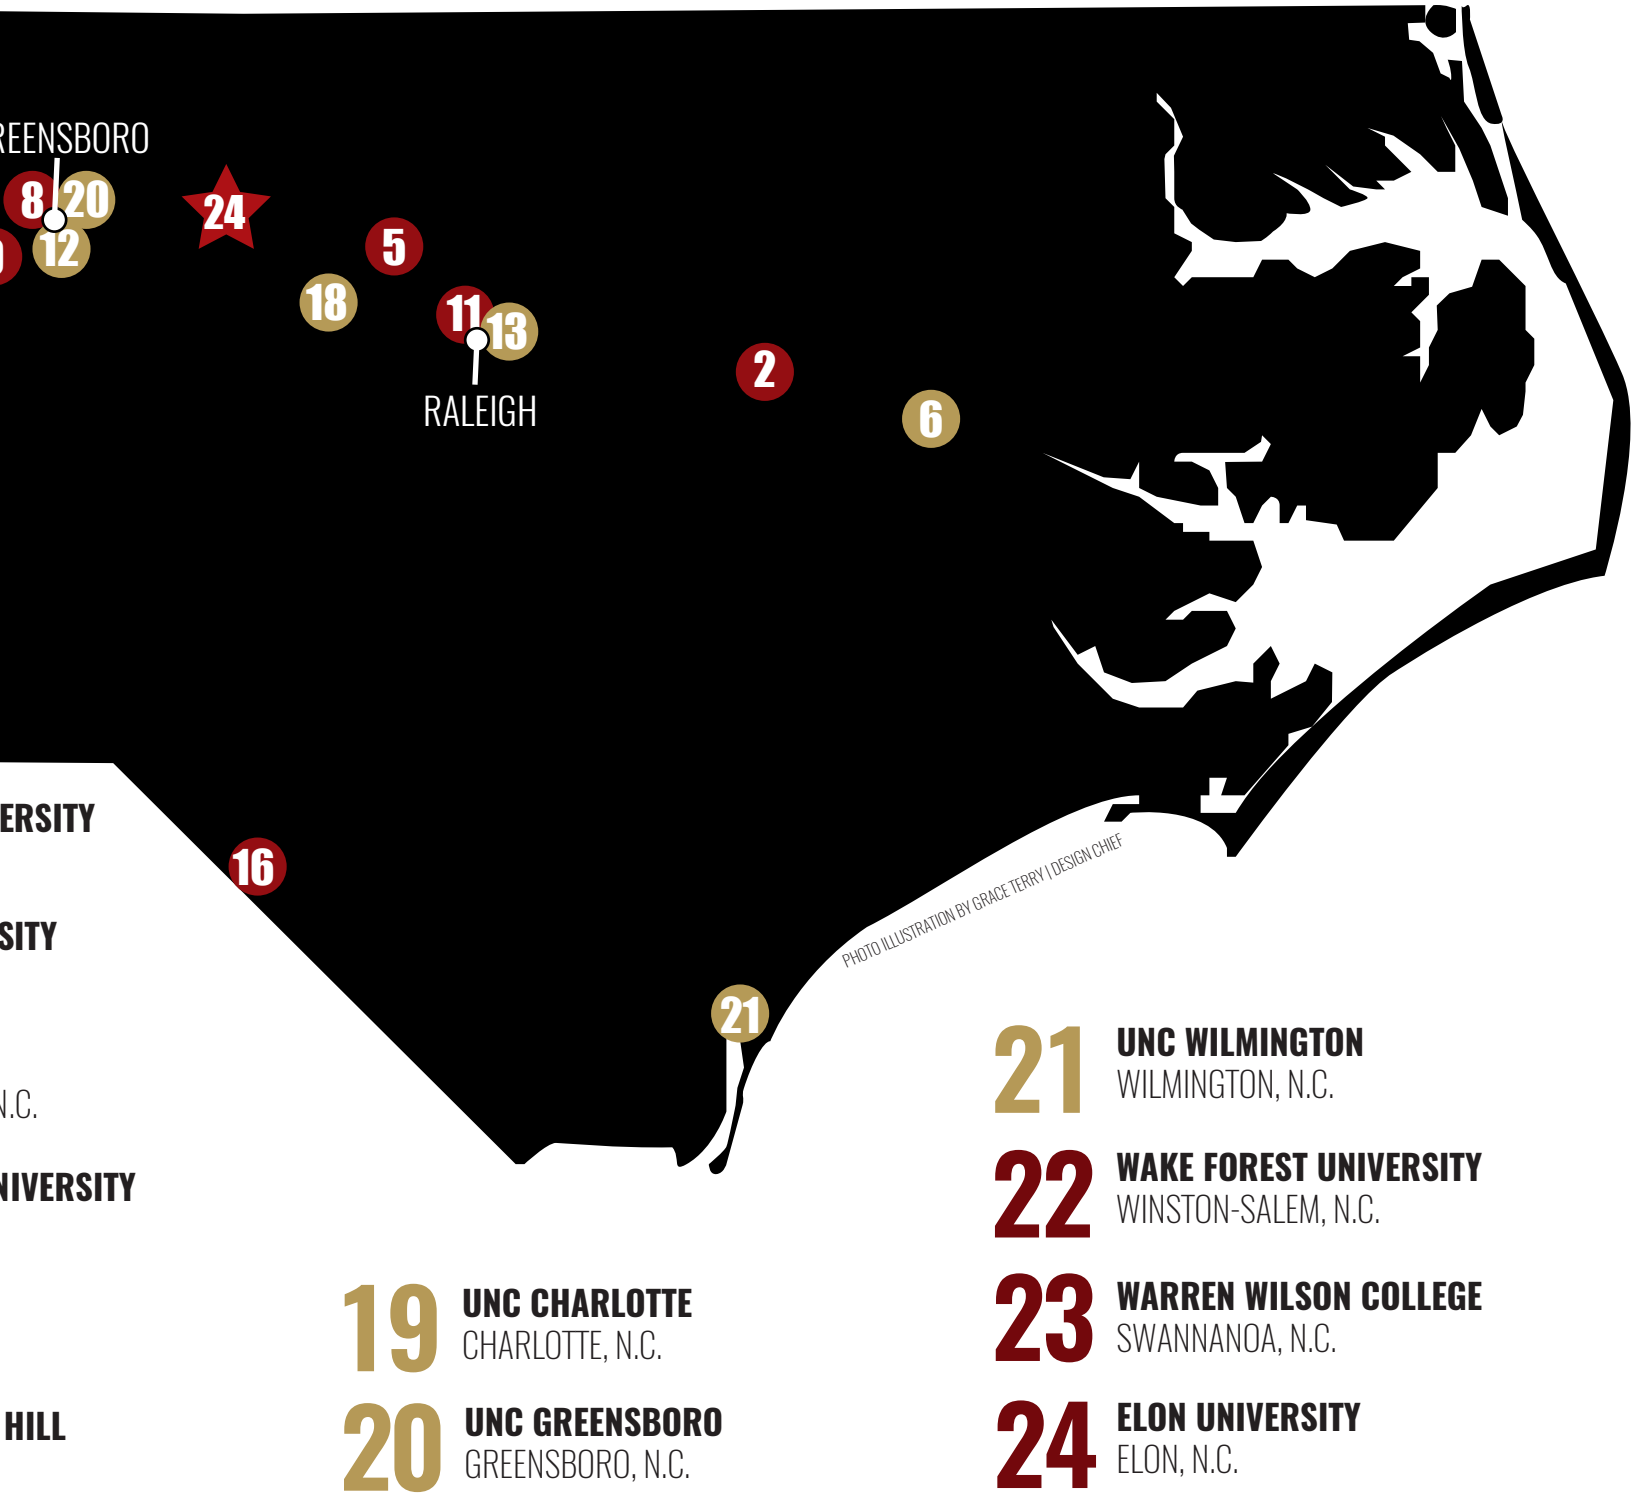 REENSBORO
8
20
12
24
5
18
11
13
RALEIGH
2
6
16
21
PHOTO ILLUSTRATION BY GRACE TERRY | DESIGN CHIEF
ERSITY
SITY
N.C.
NIVERSITY
HILL
19 UNC CHARLOTTE
CHARLOTTE, N.C.
20 UNC GREENSBORO
GREENSBORO, N.C.
21 UNC WILMINGTON
WILMINGTON, N.C.
22 WAKE FOREST UNIVERSITY
WINSTON-SALEM, N.C.
23 WARREN WILSON COLLEGE
SWANNANOA, N.C.
24 ELON UNIVERSITY
ELON, N.C.